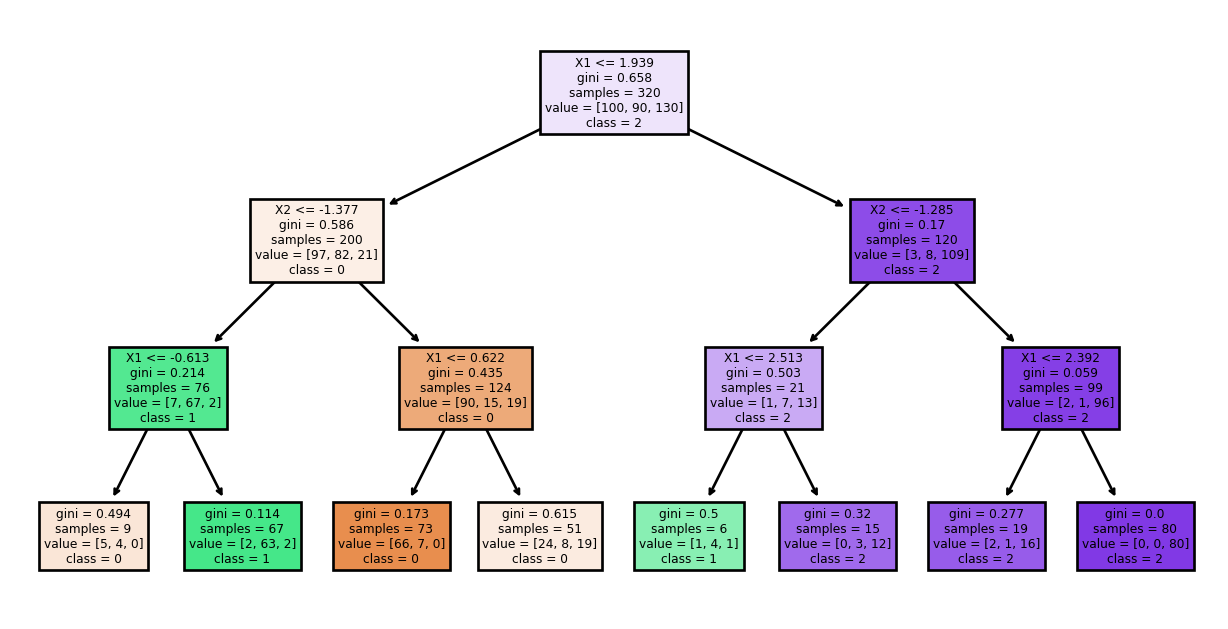 X1 <= 1.939
gini = 0.658
samples = 320
value = [100, 90, 130]
class = 2
X2 <= -1.377
gini = 0.586
samples = 200
value = [97, 82, 21]
class = 0
X2 <= -1.285
gini = 0.17
samples = 120
value = [3, 8, 109]
class = 2
X1 <= -0.613
gini = 0.214
samples = 76
value = [7, 67, 2]
class = 1
X1 <= 0.622
gini = 0.435
samples = 124
value = [90, 15, 19]
class = 0
X1 <= 2.513
gini = 0.503
samples = 21
value = [1, 7, 13]
class = 2
X1 <= 2.392
gini = 0.059
samples = 99
value = [2, 1, 96]
class = 2
gini = 0.494
samples = 9
value = [5, 4, 0]
class = 0
gini = 0.114
samples = 67
value = [2, 63, 2]
class = 1
gini = 0.173
samples = 73
value = [66, 7, 0]
class = 0
gini = 0.615
samples = 51
value = [24, 8, 19]
class = 0
gini = 0.5
samples = 6
value = [1, 4, 1]
class = 1
gini = 0.32
samples = 15
value = [0, 3, 12]
class = 2
gini = 0.277
samples = 19
value = [2, 1, 16]
class = 2
gini = 0.0
samples = 80
value = [0, 0, 80]
class = 2